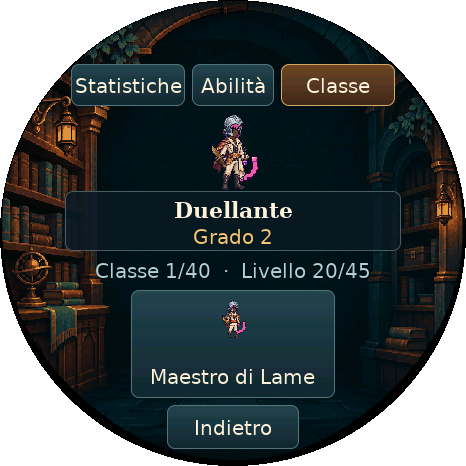 Statistiche Abilità Classe
Duellante
Grado 2
Classe 1/40 · Livello 20/45
Maestro di Lame
Indietro